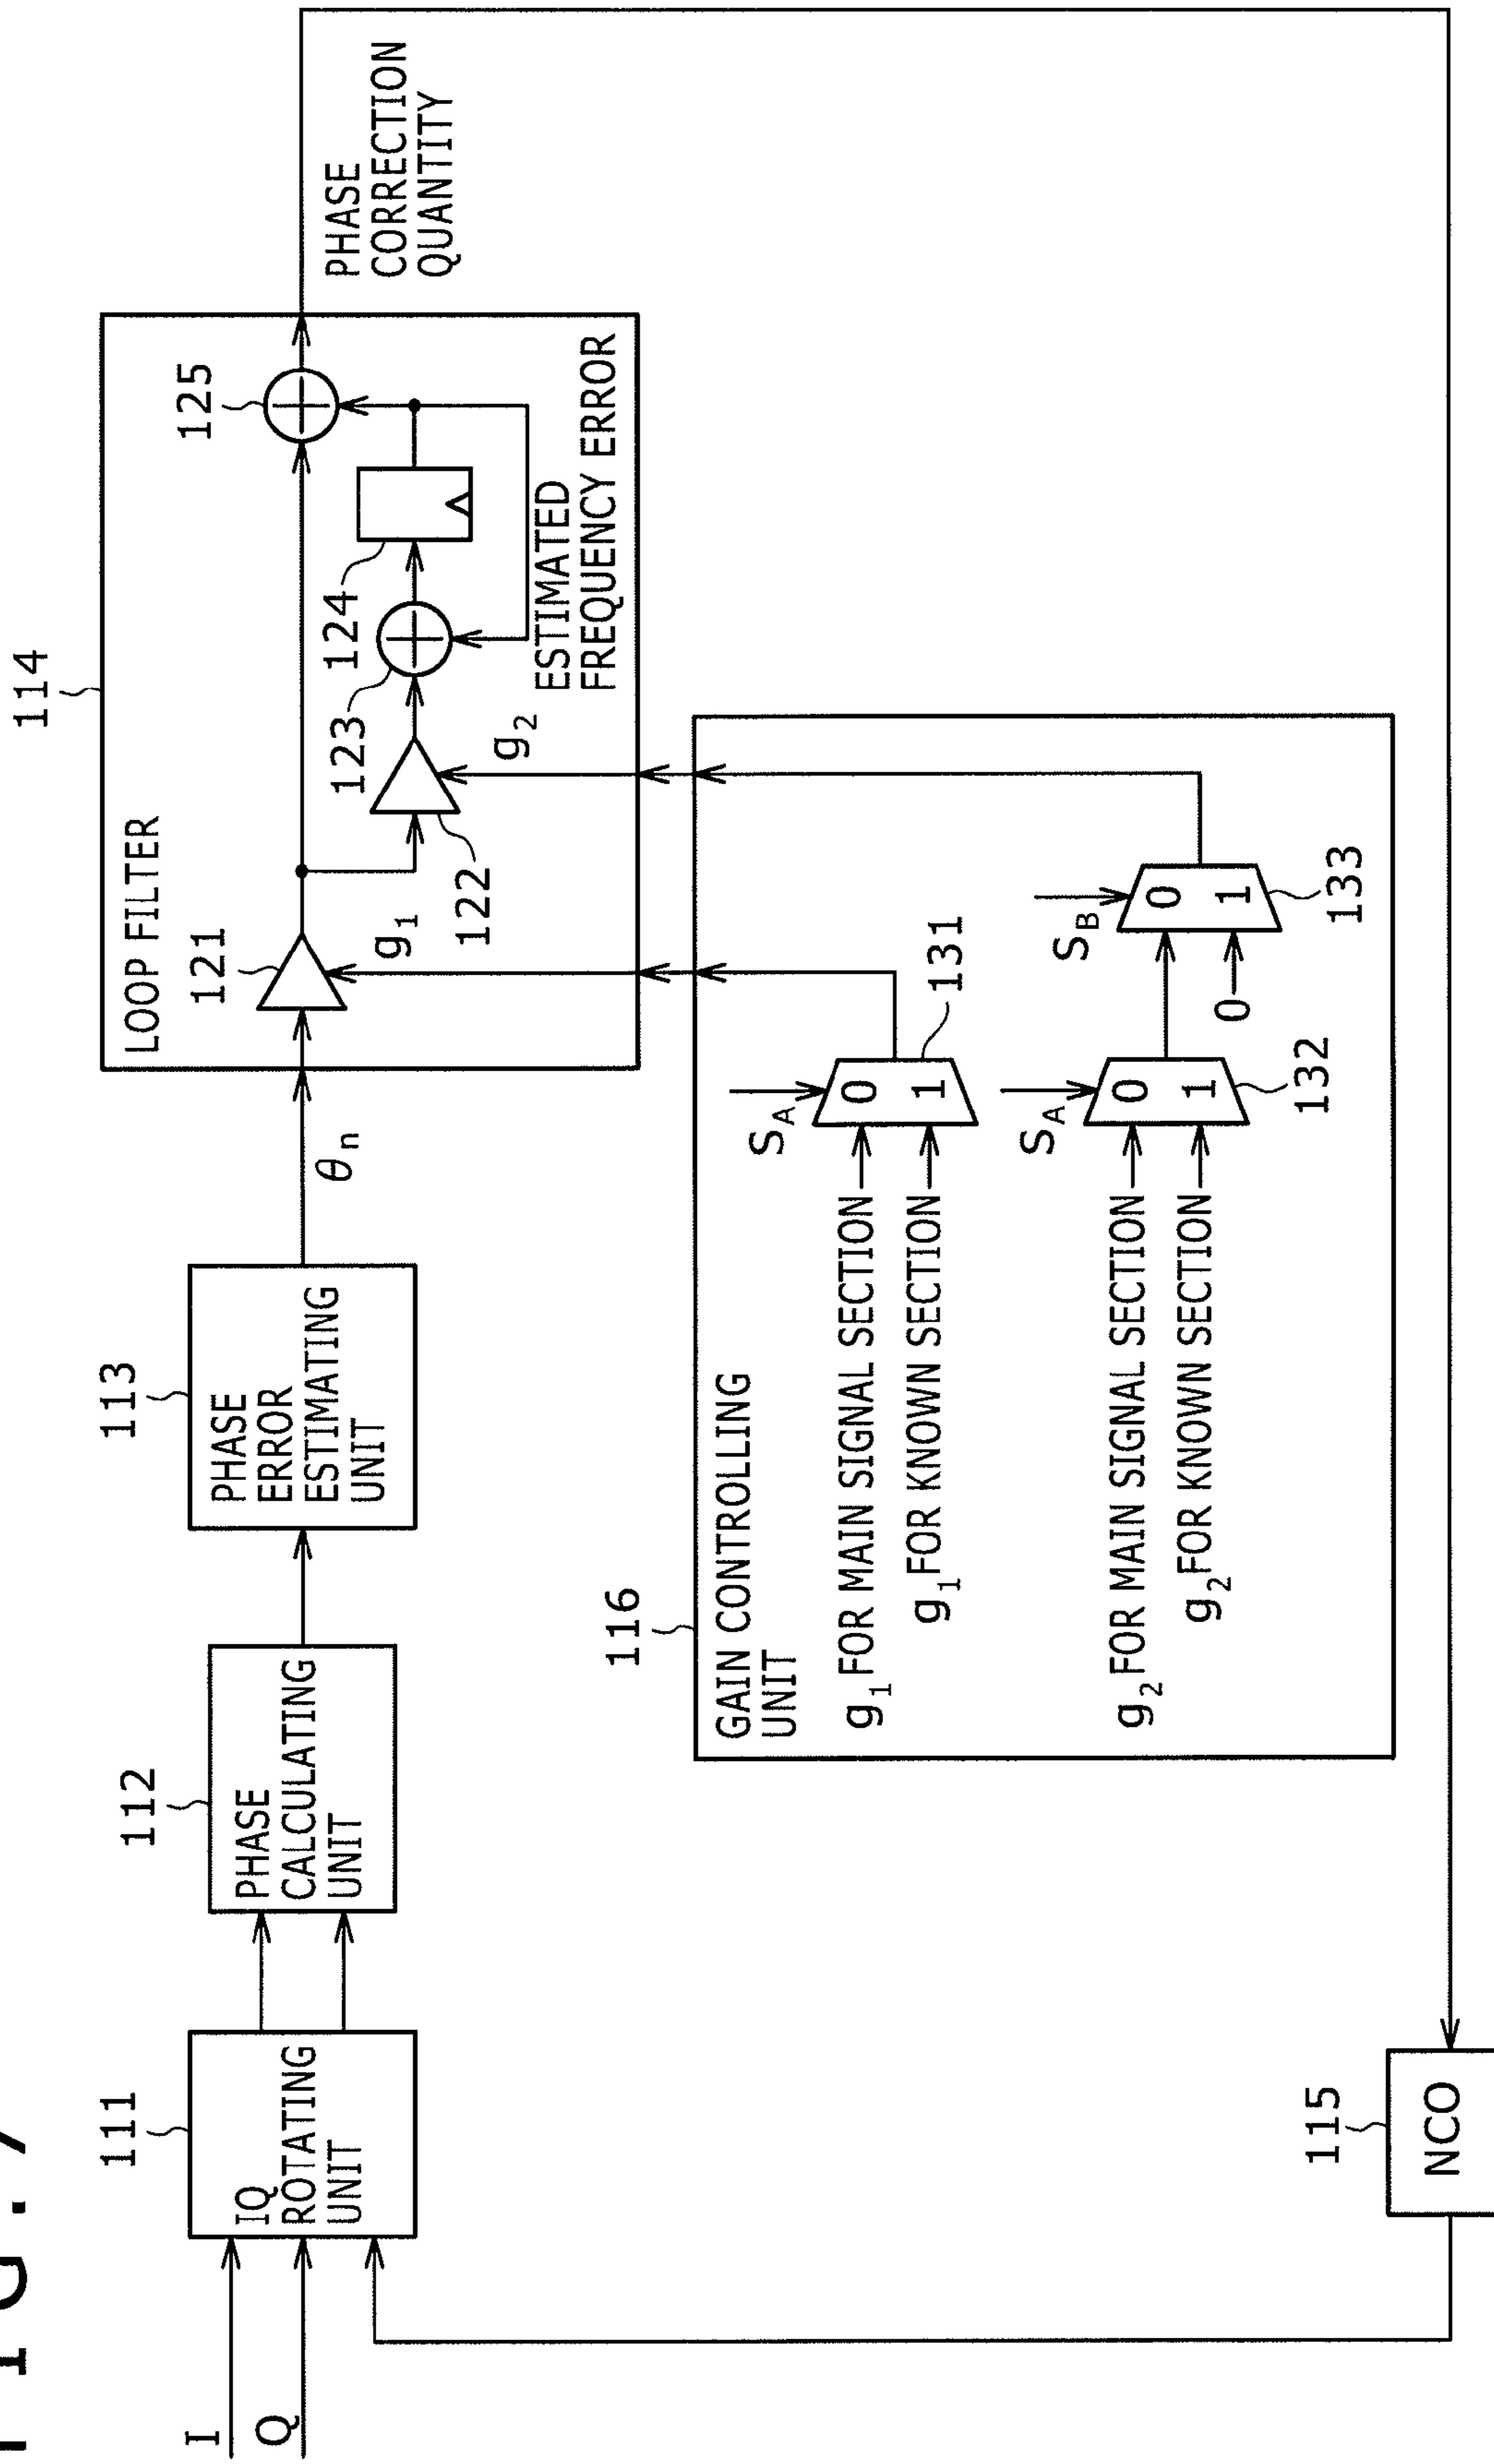 114
LOOP FILTER
121
g1
122
g2
123
124
125
ESTIMATED
FREQUENCY ERROR
PHASE
CORRECTION
QUANTITY
I
Q
111
IQ
ROTATING
UNIT
112
PHASE
CALCULATING
UNIT
113
PHASE
ERROR
ESTIMATING
UNIT
θn
116
GAIN CONTROLLING
UNIT
g1 FOR MAIN SIGNAL SECTION
g1 FOR KNOWN SECTION
SA
0
1
131
g2 FOR MAIN SIGNAL SECTION
g2 FOR KNOWN SECTION
SA
0
1
132
0
SB
0
1
133
115
NCO